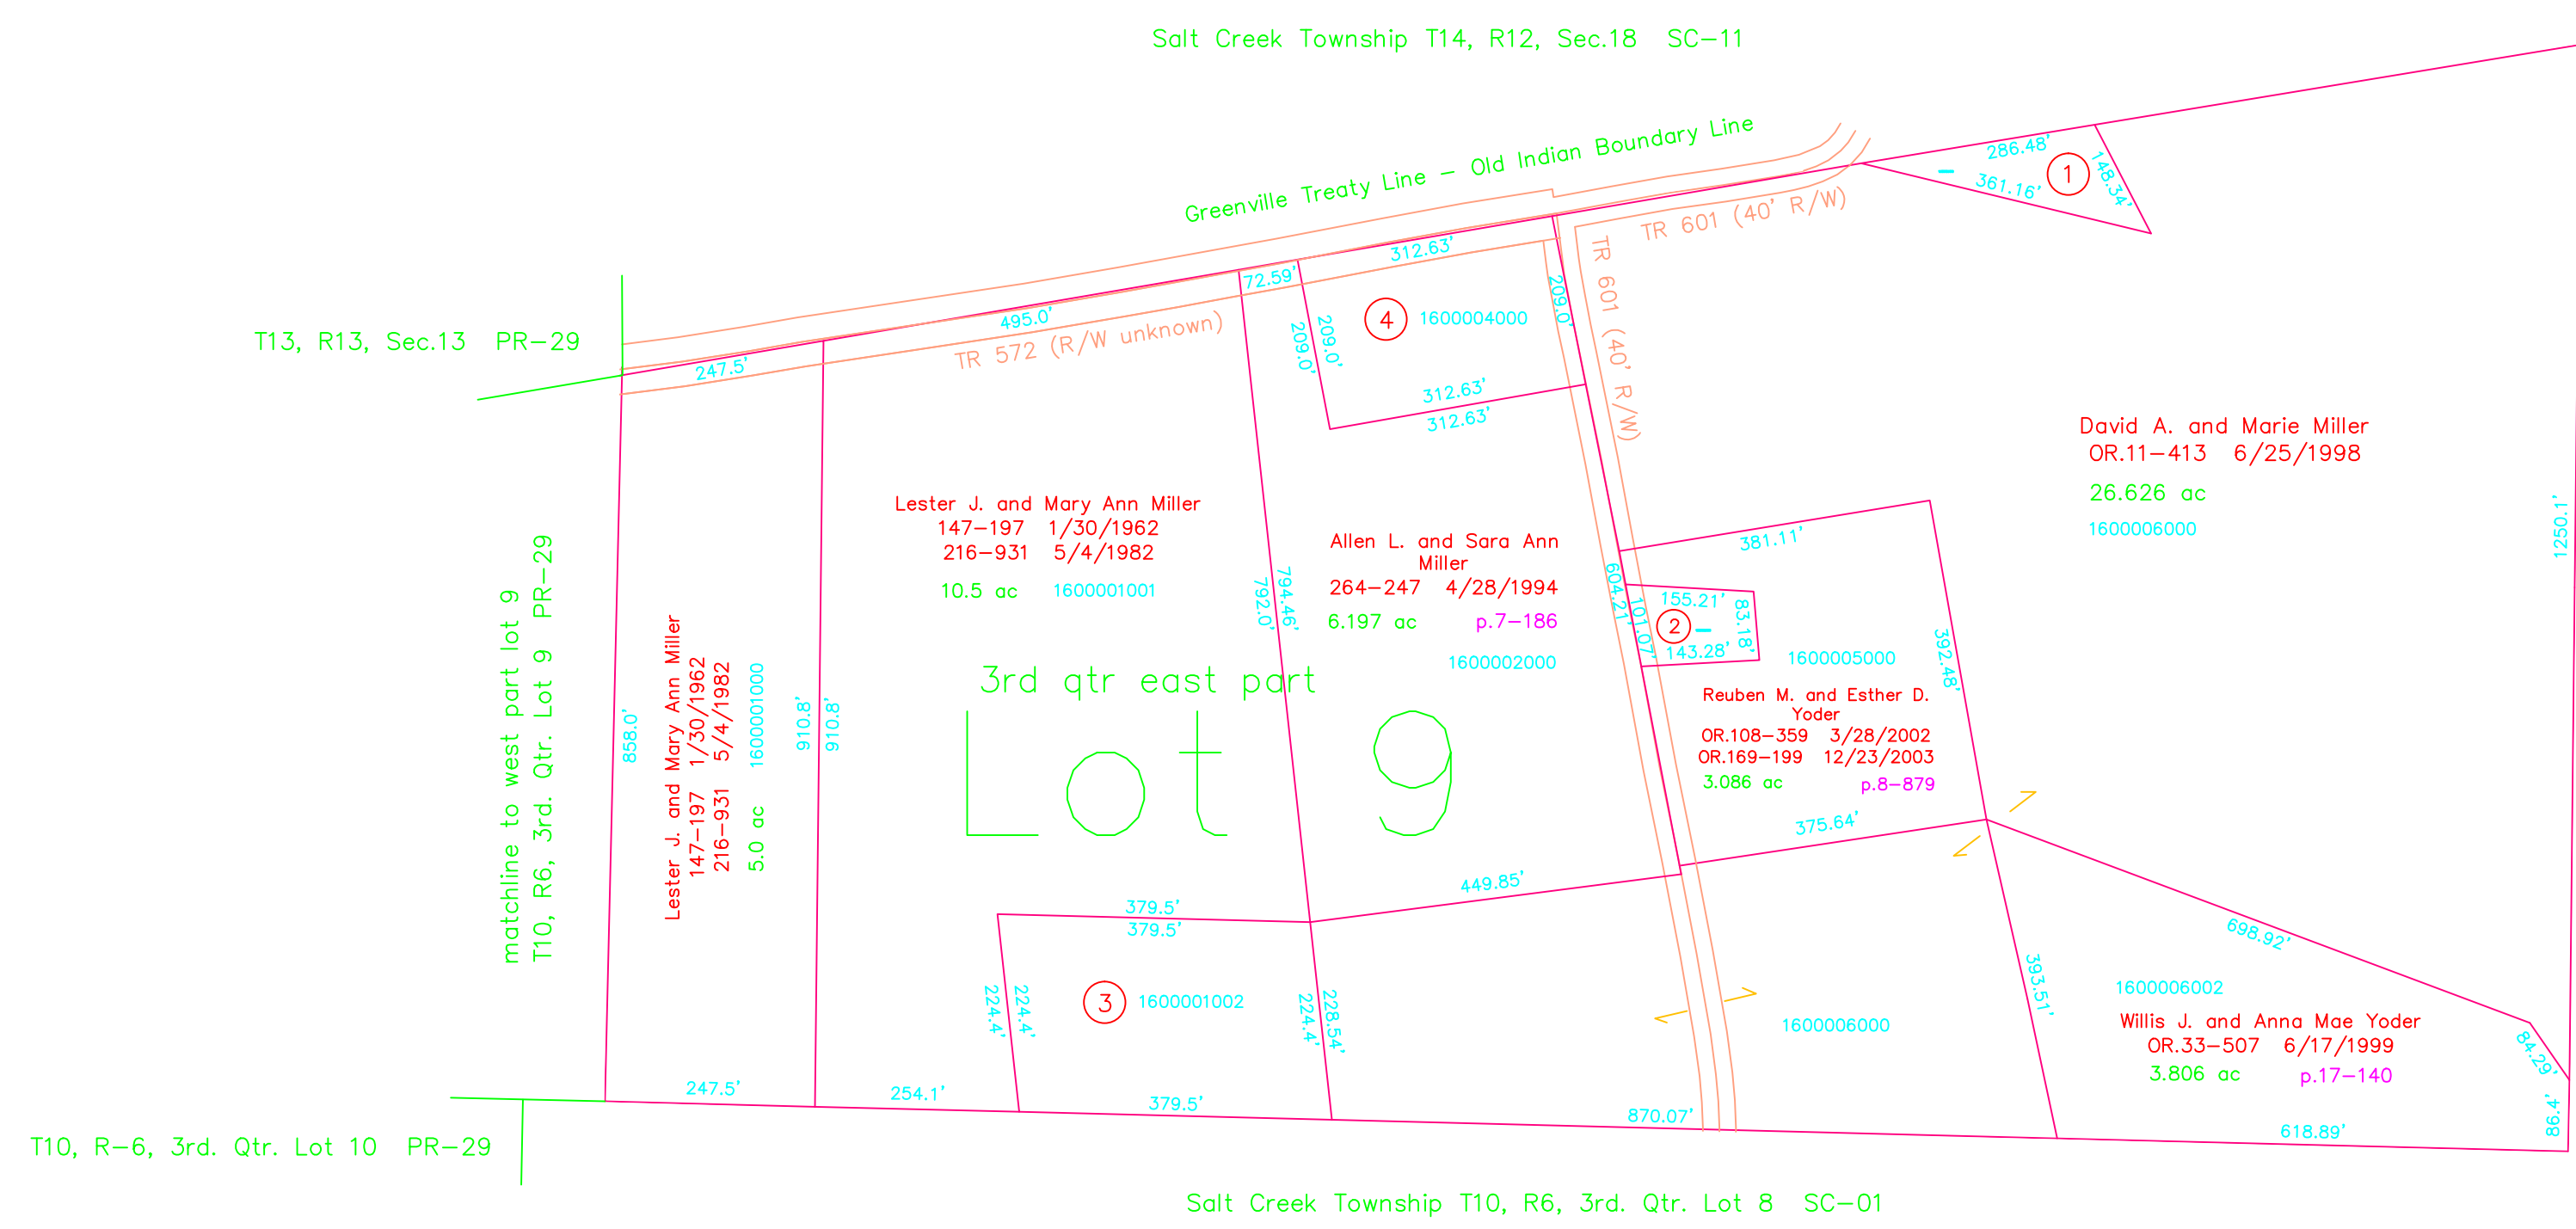 Salt Creek Township T14, R12, Sec.18 SC-11
Greenville Treaty Line - Old Indian Boundary Line
286.48'
148.34'
1
361.16'
TR 601 (40' R/W)
TR 601 (40' R/W)
T13, R13, Sec.13 PR-29
247.5'
495.0'
TR 572 (R/W unknown)
72.59'
312.63'
209.0'
209.0'
209.0'
4
1600004000
312.63'
312.63'
David A. and Marie Miller
OR.11-413 6/25/1998
26.626 ac
1600006000
1250.1'
Lester J. and Mary Ann Miller
147-197 1/30/1962
216-931 5/4/1982
10.5 ac 1600001001
Allen L. and Sara Ann
Miller
264-247 4/28/1994
6.197 ac p.7-186
1600002000
792.0'
794.46'
604.21'
101.07'
381.11'
155.21'
2
83.18'
143.28'
392.48'
1600005000
Reuben M. and Esther D.
Yoder
OR.108-359 3/28/2002
OR.169-199 12/23/2003
3.086 ac p.8-879
375.64'
matchline to west part lot 9
T10, R6, 3rd. Qtr. Lot 9 PR-29
858.0'
Lester J. and Mary Ann Miller
147-197 1/30/1962
216-931 5/4/1982
5.0 ac 1600001000
910.8'
910.8'
3rd qtr east part
Lot 9
449.85'
379.5'
379.5'
224.4'
224.4'
3
1600001002
224.4'
228.54'
1600006000
393.51'
698.92'
1600006002
Willis J. and Anna Mae Yoder
OR.33-507 6/17/1999
3.806 ac p.17-140
84.29'
86.4'
247.5'
254.1'
379.5'
870.07'
618.89'
T10, R-6, 3rd. Qtr. Lot 10 PR-29
Salt Creek Township T10, R6, 3rd. Qtr. Lot 8 SC-01